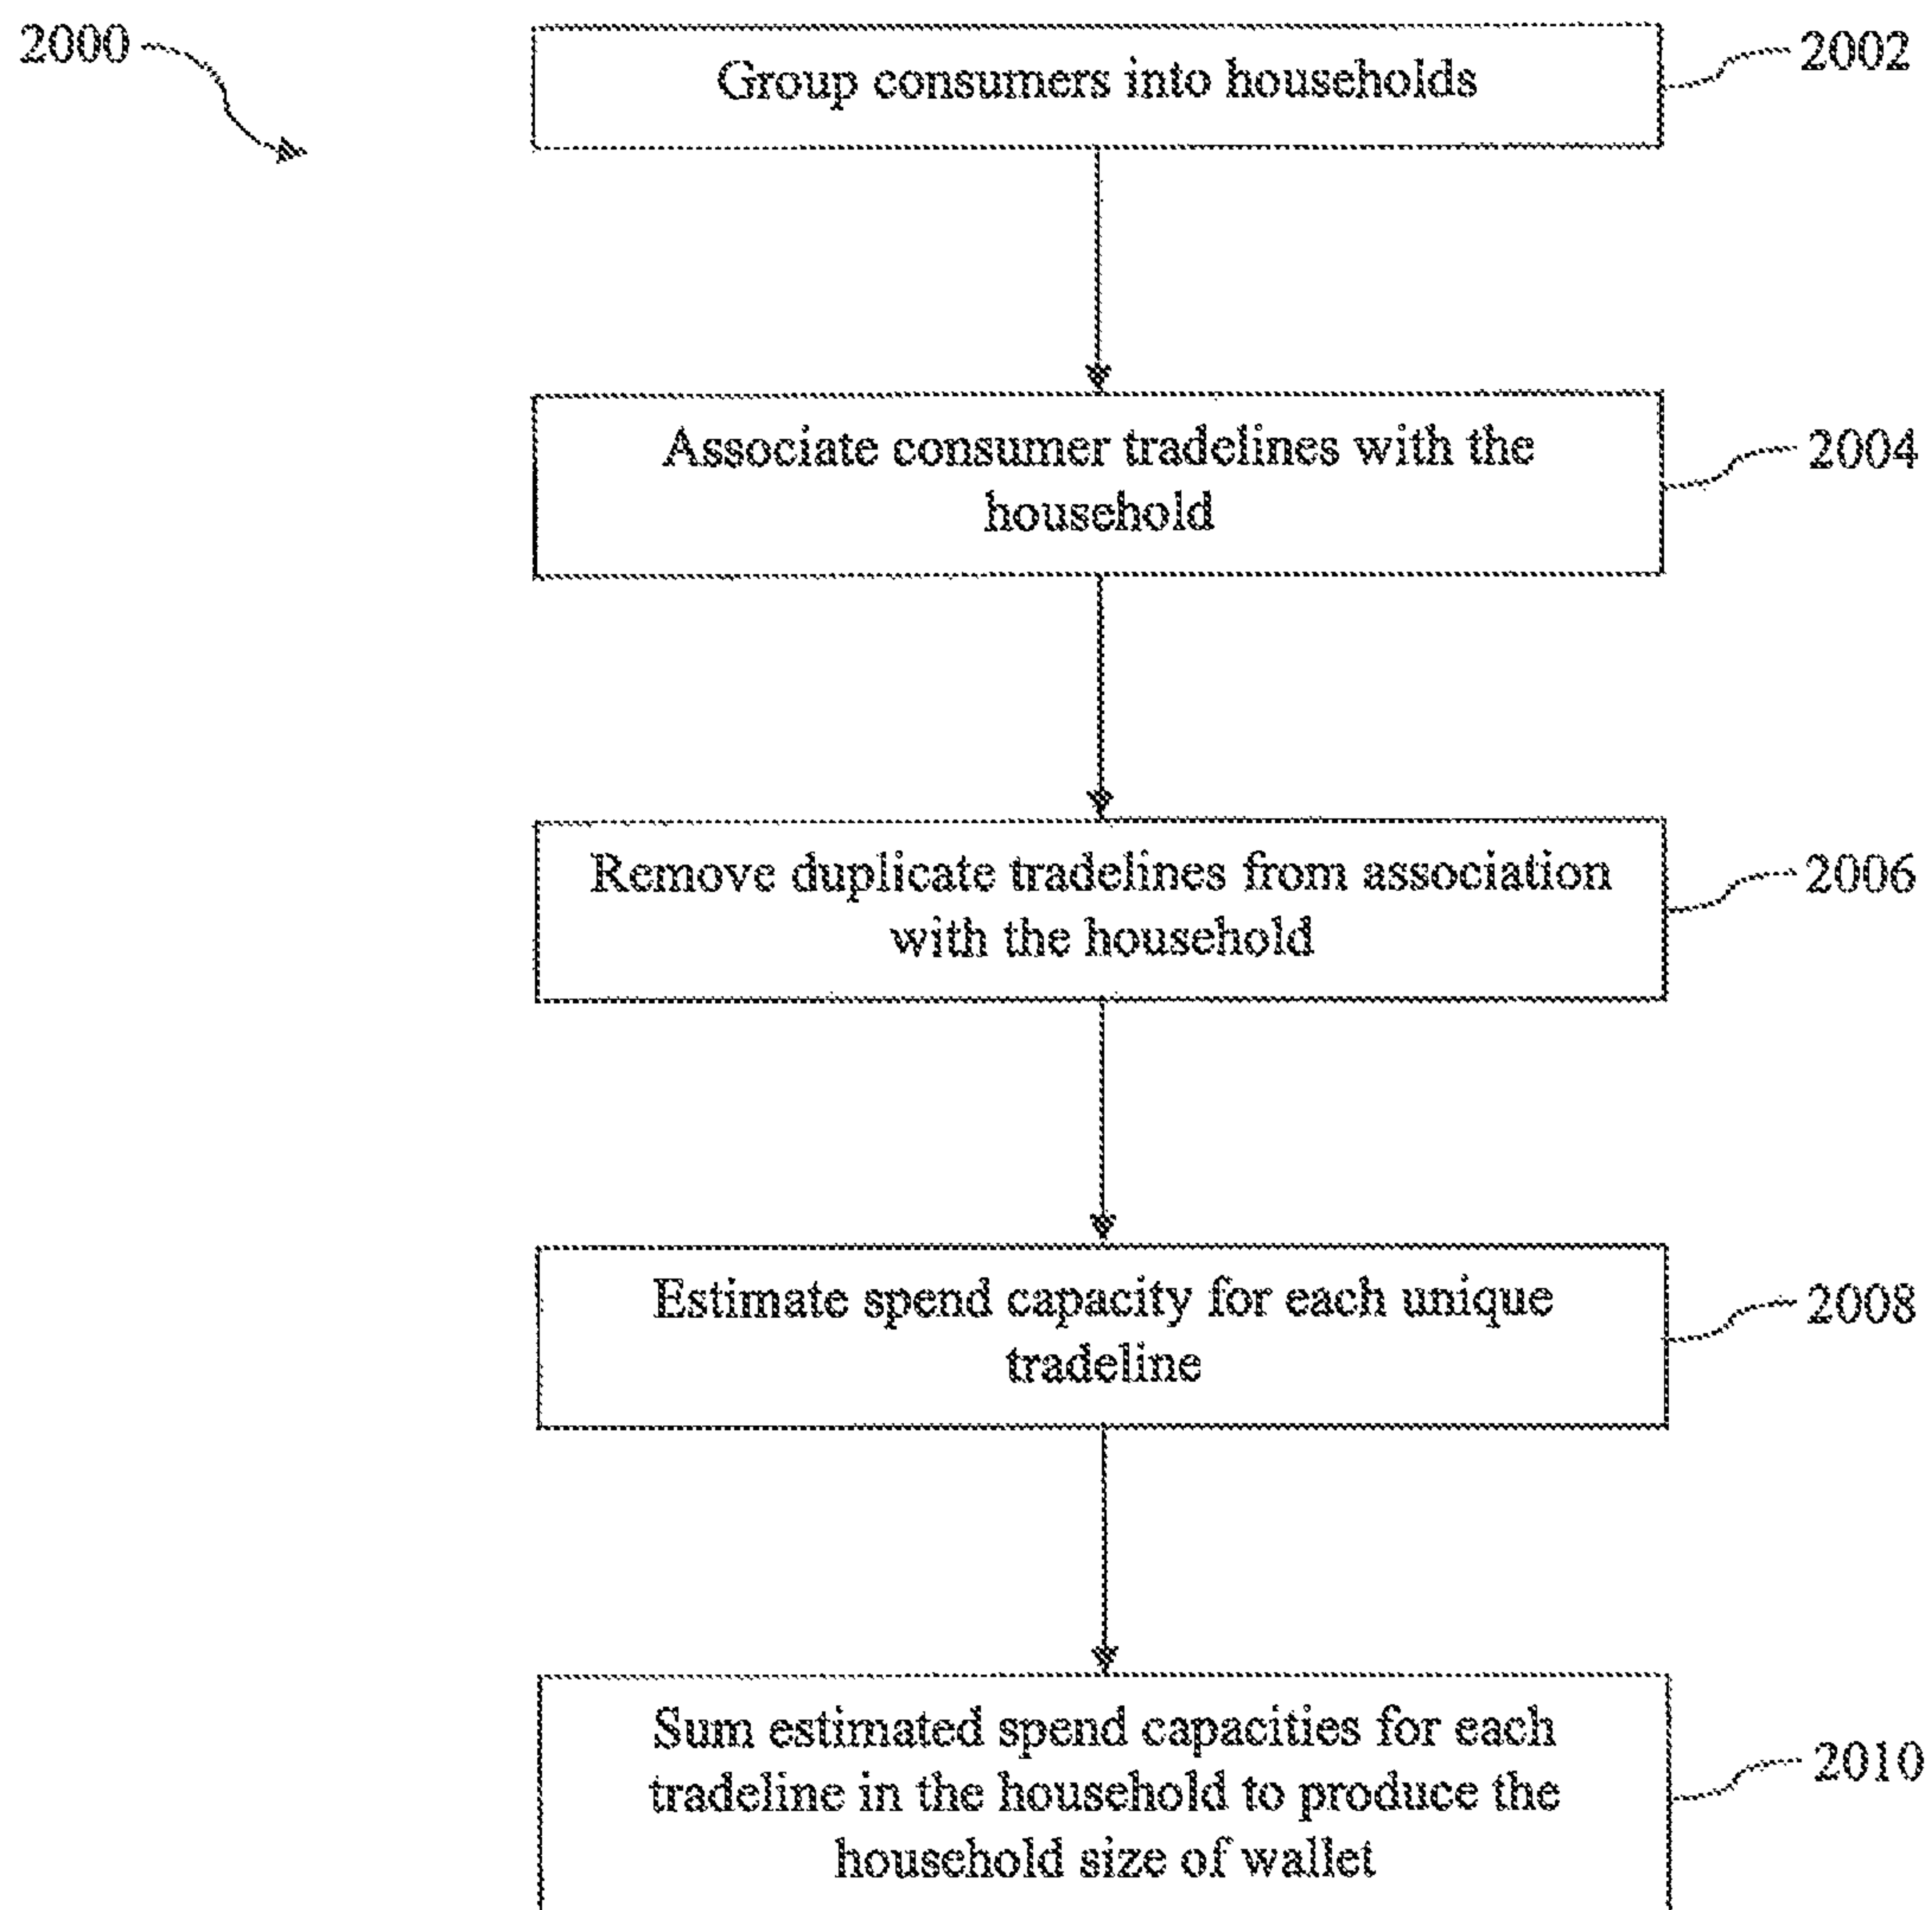 2000
Group consumers into households
2002
Associate consumer tradelines with the
household
2004
Remove duplicate tradelines from association
with the household
2006
Estimate spend capacity for each unique
tradeline
2008
Sum estimated spend capacities for each
tradeline in the household to produce the
household size of wallet
2010